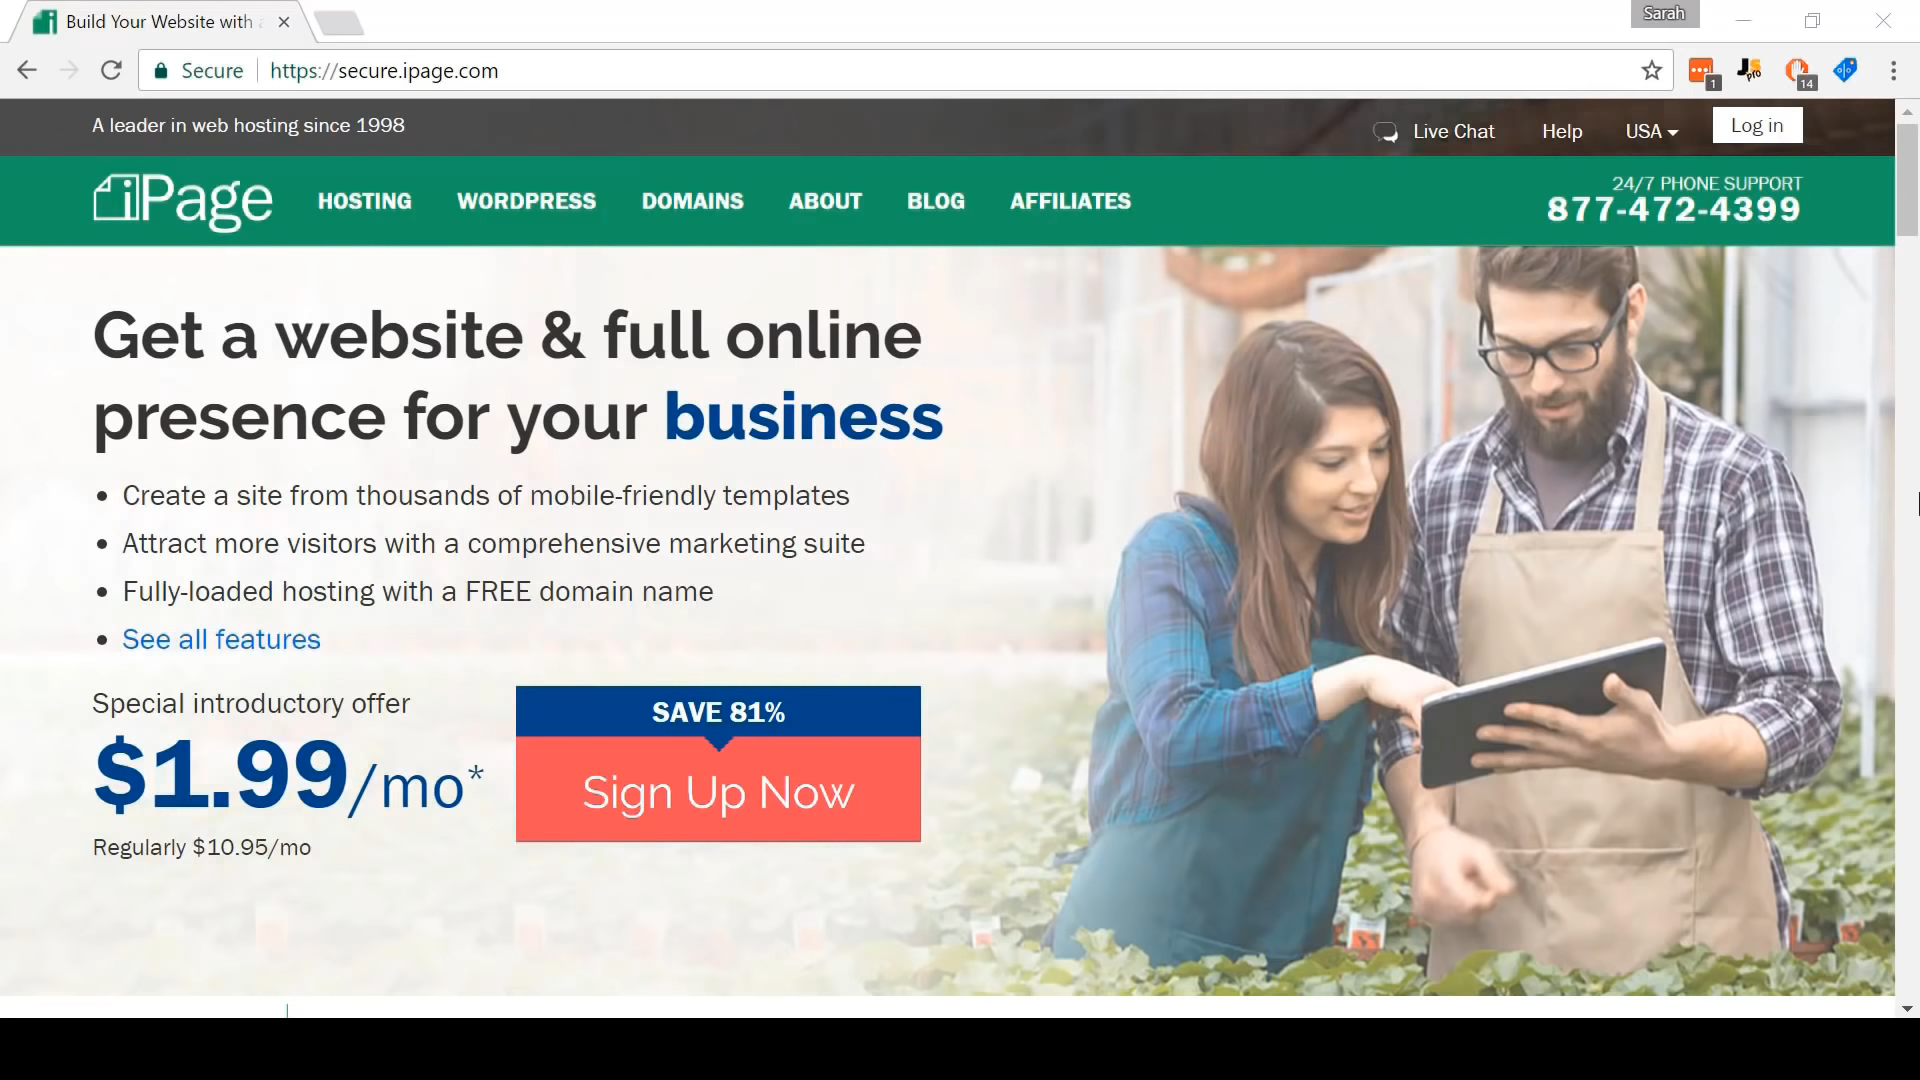 Build Your Website with
Sarah
Secure
https://secure.ipage.com
1
JS
pro
14
A leader in web hosting since 1998
Live Chat
Help
USA
Log in
iPage
HOSTING
WORDPRESS
DOMAINS
ABOUT
BLOG
AFFILIATES
24/7 PHONE SUPPORT
877-472-4399
Get a website & full online
presence for your business
• Create a site from thousands of mobile-friendly templates
• Attract more visitors with a comprehensive marketing suite
• Fully-loaded hosting with a FREE domain name
• See all features
Special introductory offer
$1.99/mo*
Regularly $10.95/mo
SAVE 81%
Sign Up Now